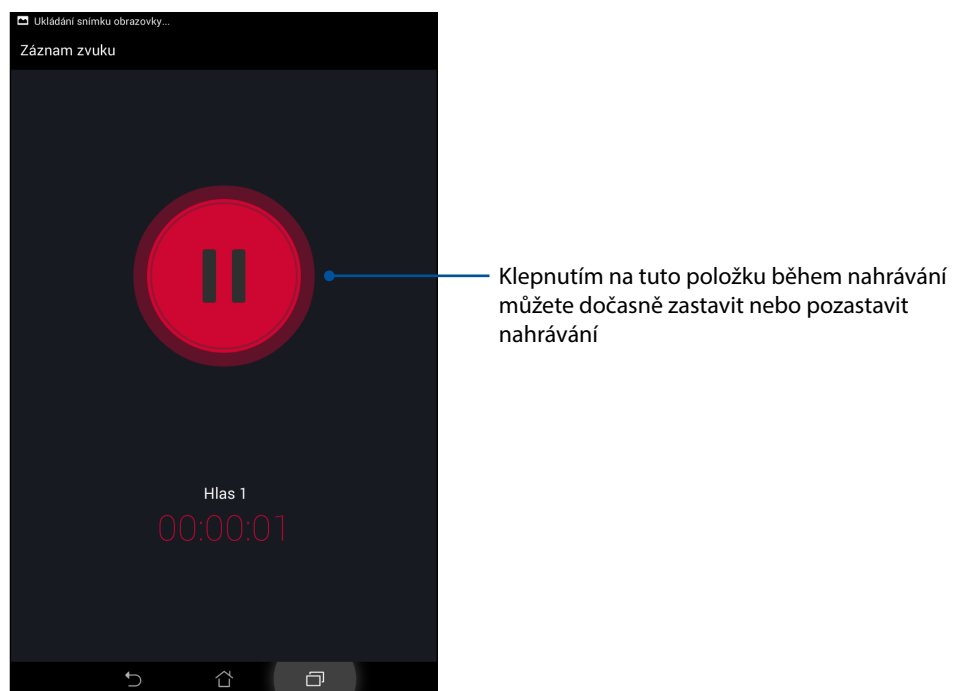 Ukládání snímku obrazovky...
Záznam zvuku
Klepnutím na tuto položku během nahrávání
můžete dočasně zastavit nebo pozastavit
nahrávání
Hlas 1
00:00:01